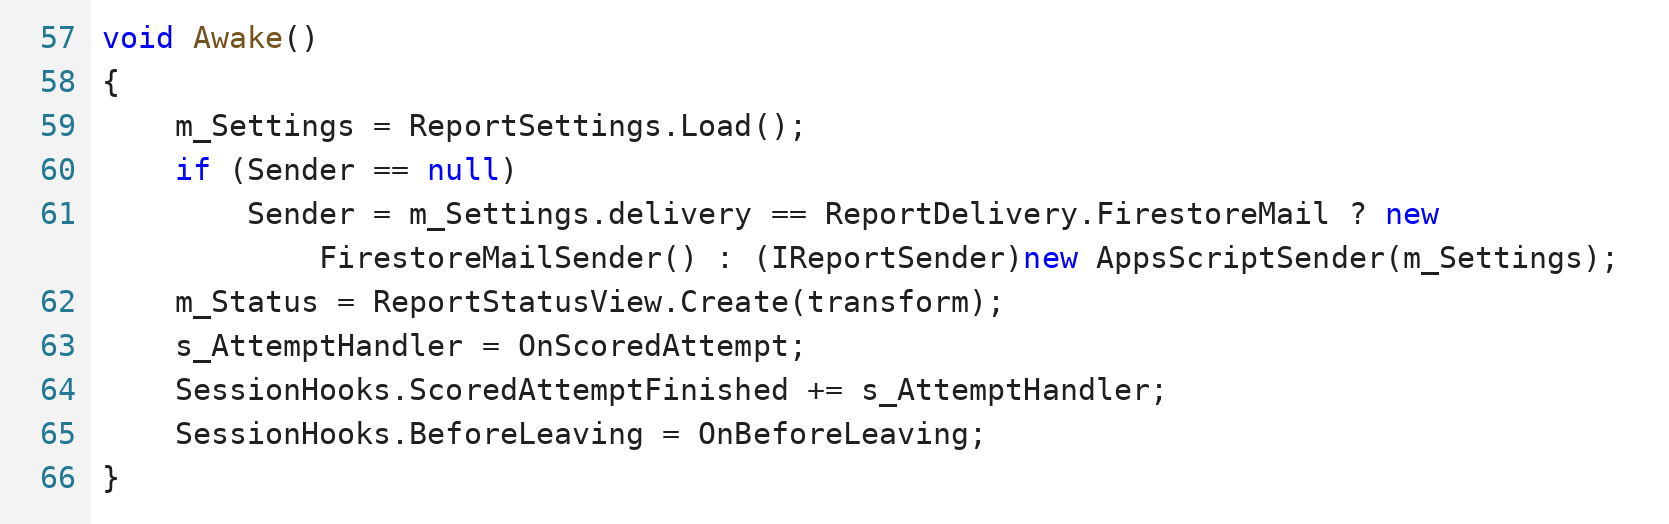 57 void Awake()
58 {
59     m_Settings = ReportSettings.Load();
60     if (Sender == null)
61         Sender = m_Settings.delivery == ReportDelivery.FirestoreMail ? new
            FirestoreMailSender() : (IReportSender)new AppsScriptSender(m_Settings);
62     m_Status = ReportStatusView.Create(transform);
63     s_AttemptHandler = OnScoredAttempt;
64     SessionHooks.ScoredAttemptFinished += s_AttemptHandler;
65     SessionHooks.BeforeLeaving = OnBeforeLeaving;
66 }